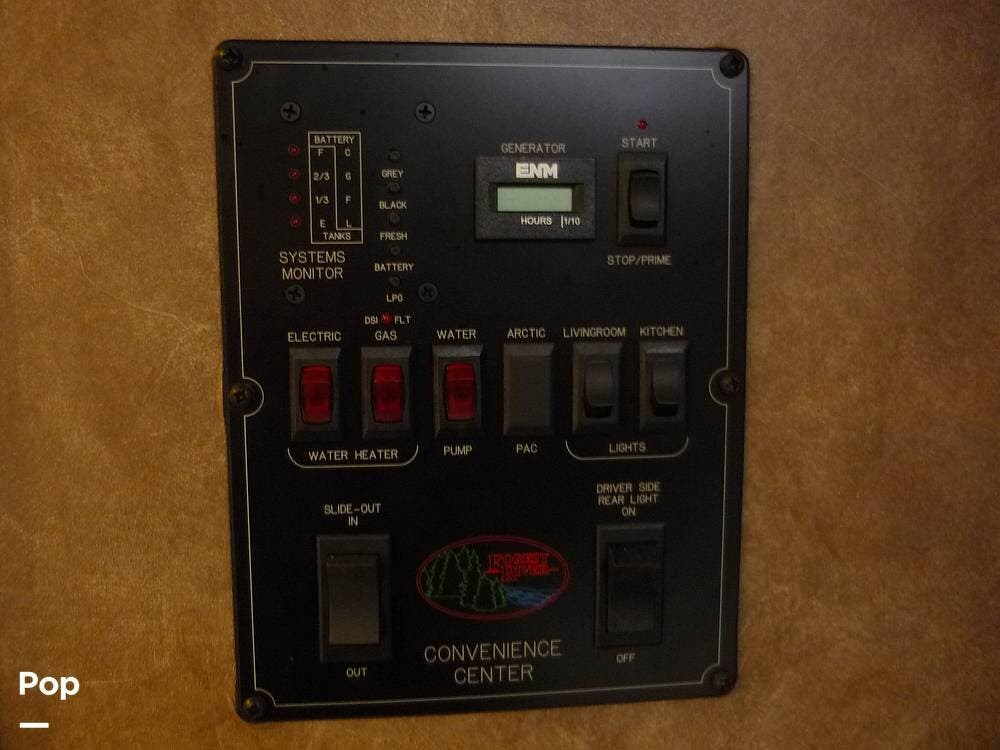 BATTERY
F C
2/3 G
1/3 F
E L
TANKS
SYSTEMS
MONITOR
GREY
BLACK
FRESH
BATTERY
LPG
DSI FLT
GENERATOR
ENM
HOURS 1/10
START
STOP/PRIME
ELECTRIC
GAS
WATER HEATER
WATER
PUMP
ARCTIC
PAC
LIVINGROOM
KITCHEN
LIGHTS
SLIDE-OUT
IN
OUT
FOREST
RIVER
CONVENIENCE
CENTER
DRIVER SIDE
REAR LIGHT
ON
OFF
Pop